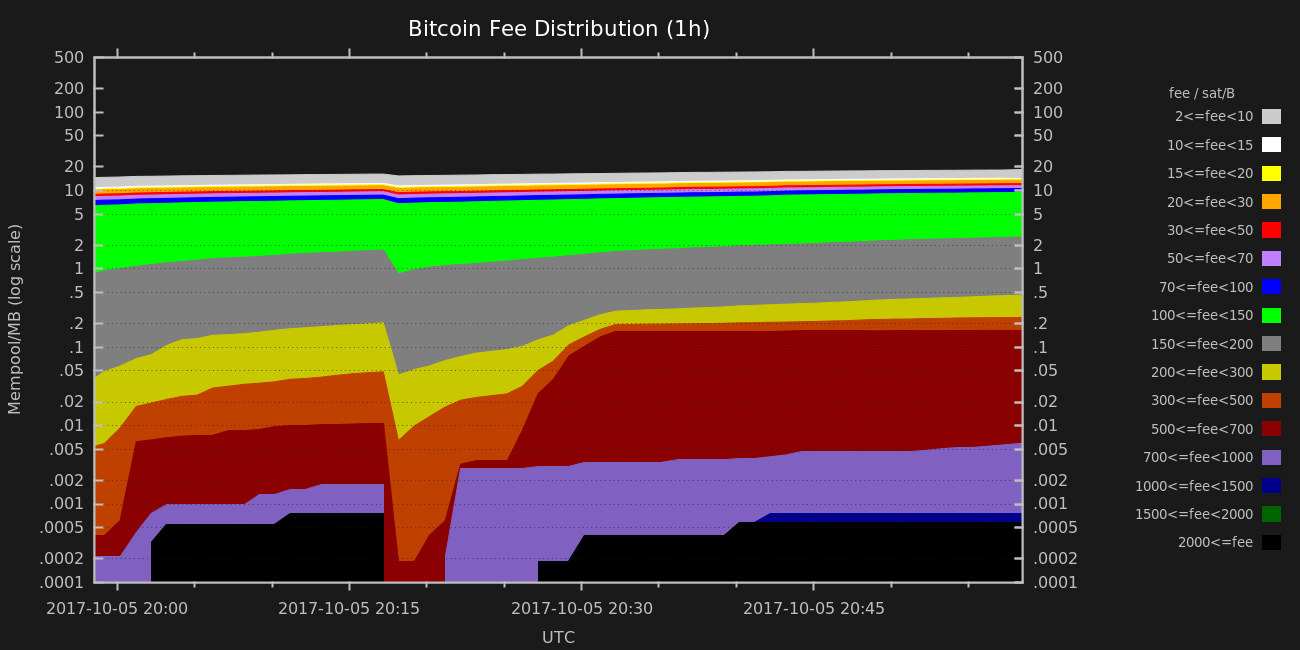 Bitcoin Fee Distribution (1h)
Mempool/MB (log scale)
500
200
100
50
20
10
5
2
1
.5
.2
.1
.05
.02
.01
.005
.002
.001
.0005
.0002
.0001
500
200
100
50
20
10
5
2
1
.5
.2
.1
.05
.02
.01
.005
.002
.001
.0005
.0002
.0001
2017-10-05 20:00 2017-10-05 20:15 2017-10-05 20:30 2017-10-05 20:45
UTC
fee / sat/B
2<=fee<10
10<=fee<15
15<=fee<20
20<=fee<30
30<=fee<50
50<=fee<70
70<=fee<100
100<=fee<150
150<=fee<200
200<=fee<300
300<=fee<500
500<=fee<700
700<=fee<1000
1000<=fee<1500
1500<=fee<2000
2000<=fee